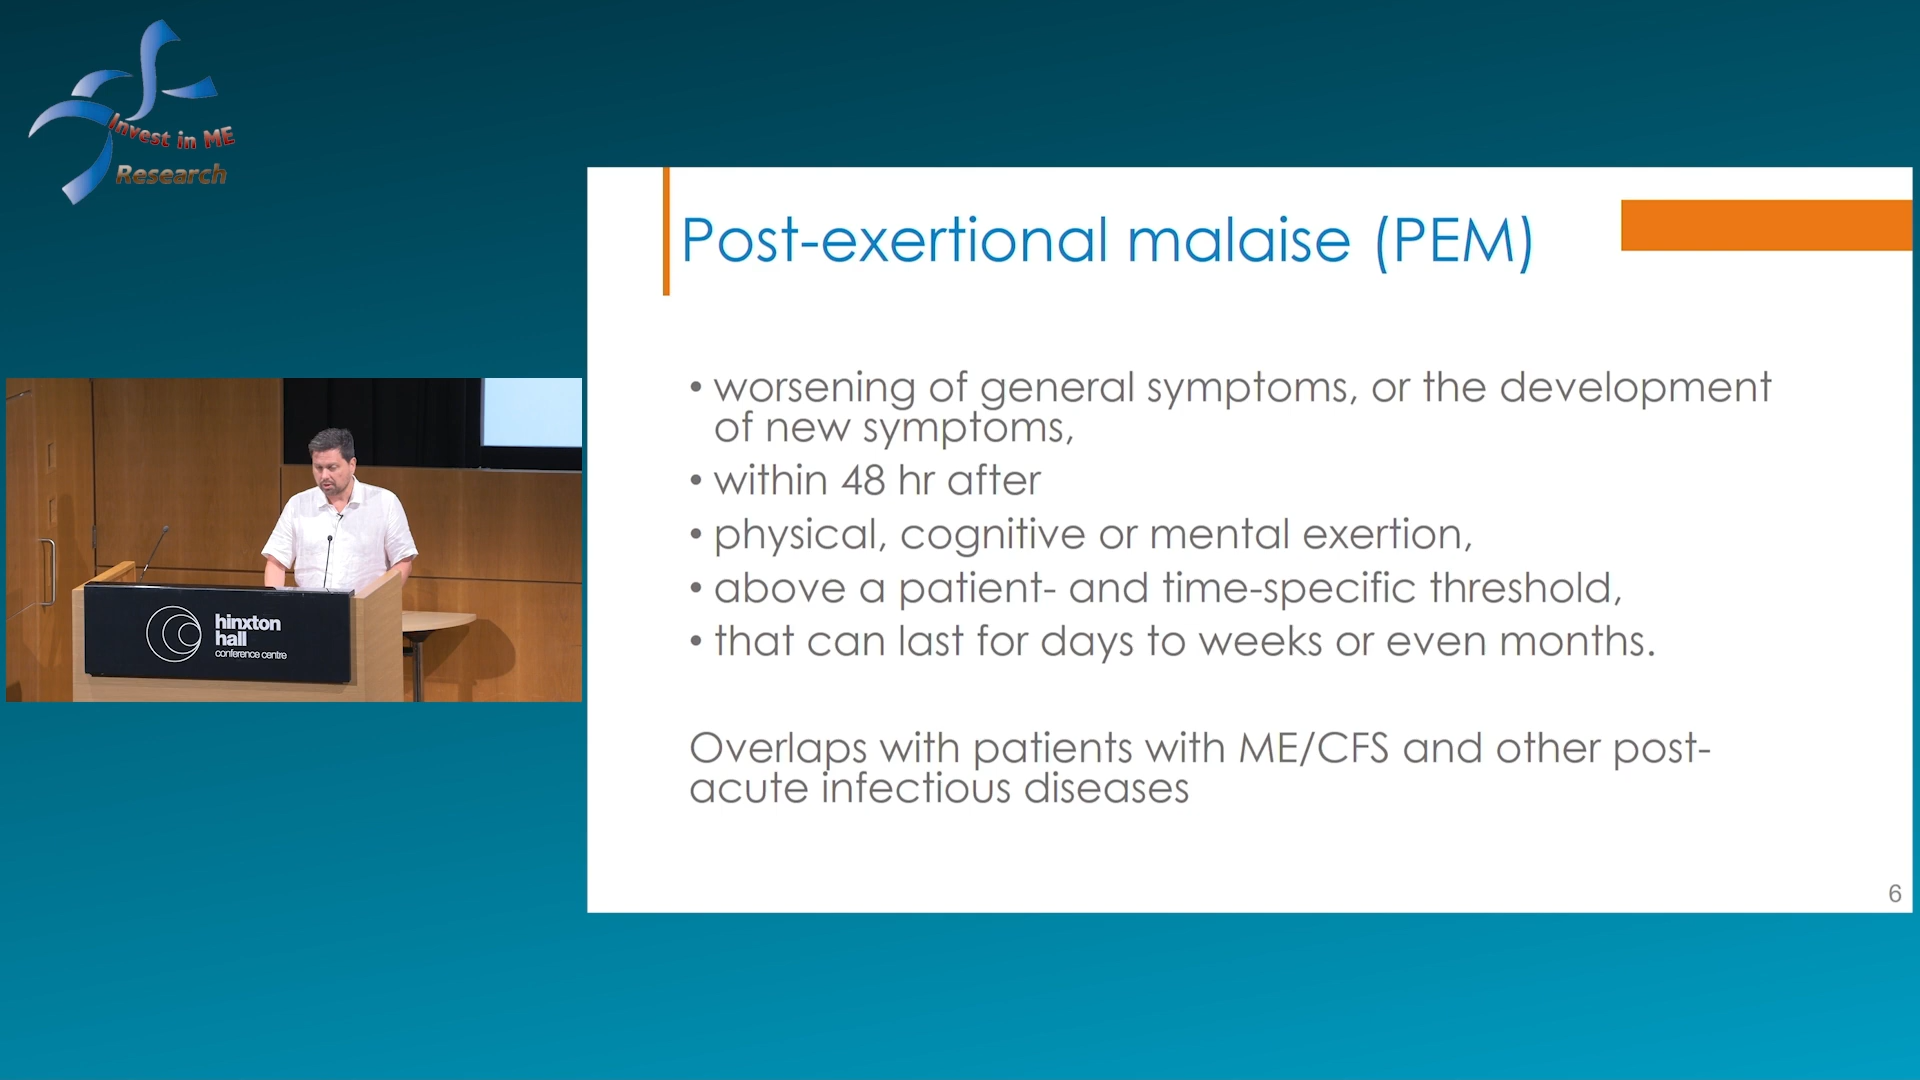 Invest in ME
Research
Post-exertional malaise (PEM)
• worsening of general symptoms, or the development
of new symptoms,
• within 48 hr after
• physical, cognitive or mental exertion,
• above a patient- and time-specific threshold,
• that can last for days to weeks or even months.
Overlaps with patients with ME/CFS and other post-
acute infectious diseases
6
hinxton
hall
conference centre